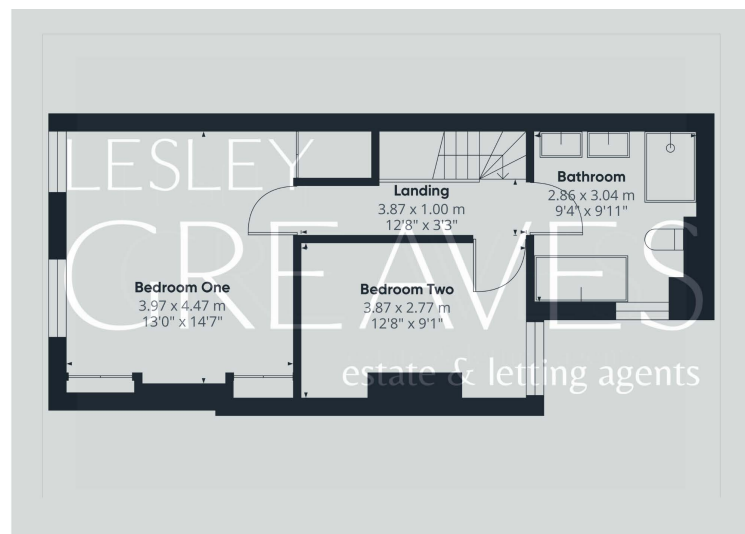 LESLEY
GREAVES
estate & letting agents
Bedroom One
3.97 x 4.47 m
13'0" x 14'7"
Landing
3.87 x 1.00 m
12'8" x 3'3"
Bedroom Two
3.87 x 2.77 m
12'8" x 9'1"
Bathroom
2.86 x 3.04 m
9'4" x 9'11"